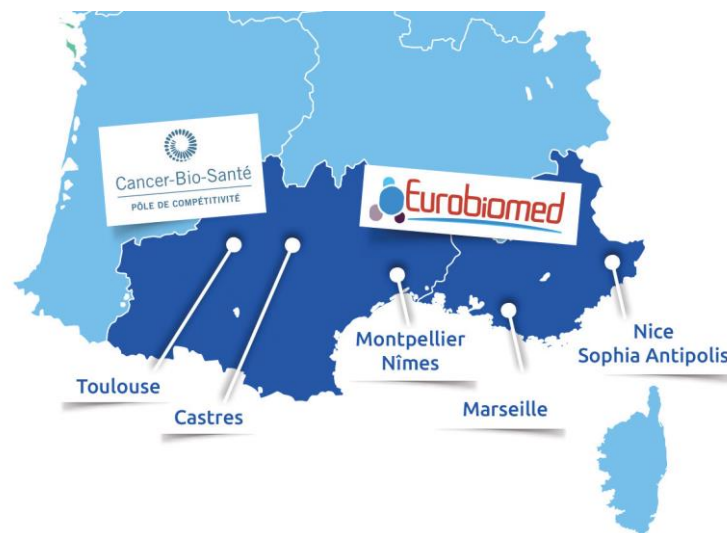 Cancer-Bio-Santé
PÔLE DE COMPÉTITIVITÉ
Eurobiomed
Montpellier
Nîmes
Nice
Sophia Antipolis
Toulouse
Castres
Marseille